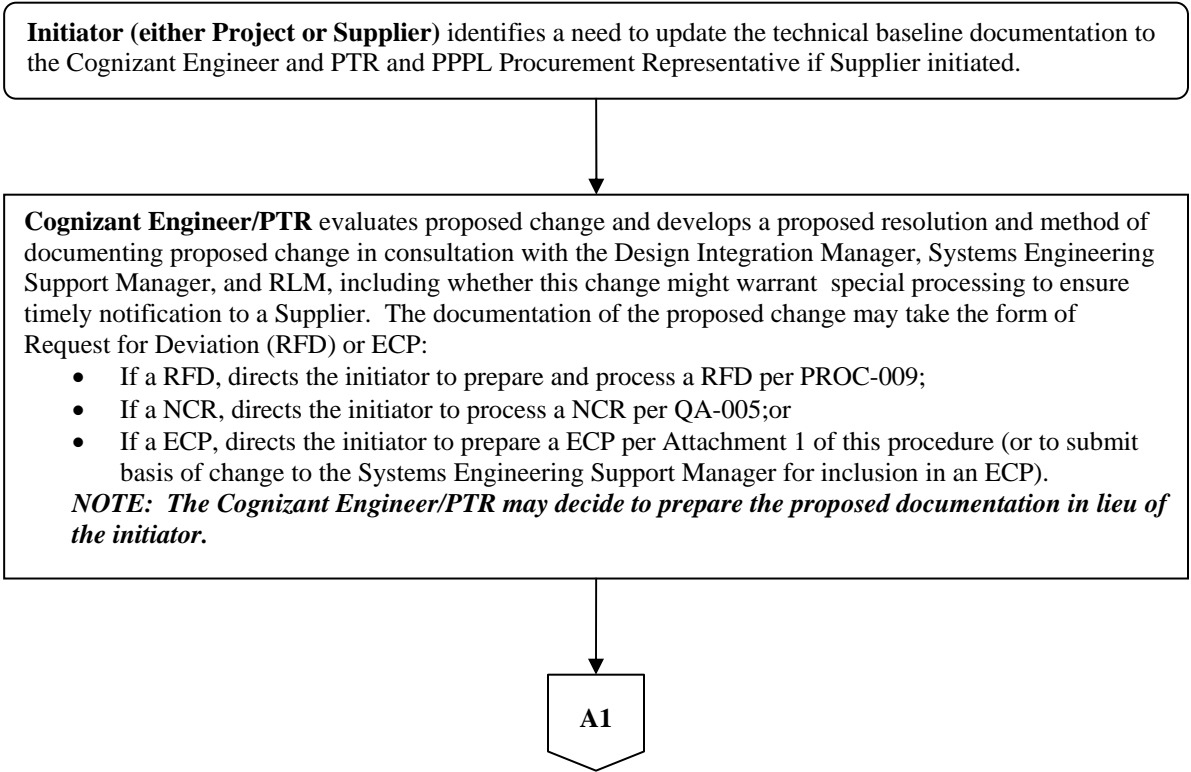 Initiator (either Project or Supplier) identifies a need to update the technical baseline documentation to
the Cognizant Engineer and PTR and PPPL Procurement Representative if Supplier initiated.
Cognizant Engineer/PTR evaluates proposed change and develops a proposed resolution and method of
documenting proposed change in consultation with the Design Integration Manager, Systems Engineering
Support Manager, and RLM, including whether this change might warrant special processing to ensure
timely notification to a Supplier. The documentation of the proposed change may take the form of
Request for Deviation (RFD) or ECP:
• If a RFD, directs the initiator to prepare and process a RFD per PROC-009;
• If a NCR, directs the initiator to process a NCR per QA-005;or
• If a ECP, directs the initiator to prepare a ECP per Attachment 1 of this procedure (or to submit
basis of change to the Systems Engineering Support Manager for inclusion in an ECP).
NOTE: The Cognizant Engineer/PTR may decide to prepare the proposed documentation in lieu of
the initiator.
A1